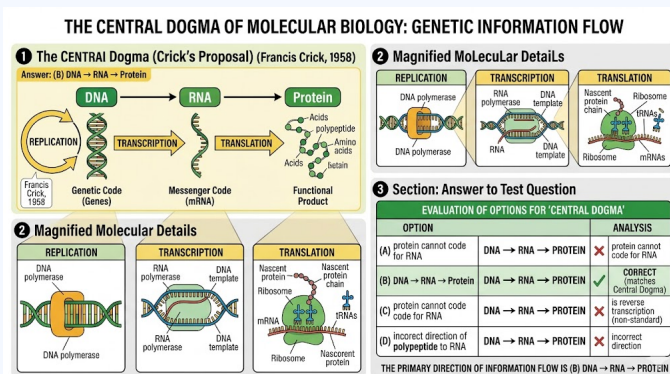 THE CENTRAL DOGMA OF MOLECULAR BIOLOGY: GENETIC INFORMATION FLOW
1 The CENTRAl Dogma (Crick's Proposal) (Francis Crick, 1958)
Answer: (B) DNA → RNA → Protein
DNA → RNA → Protein
REPLICATION
TRANSCRIPTION
TRANSLATION
Acids
polypeptide
Amino
acids
Acids
betain
Francis
Crick,
1958
Genetic Code
(Genes)
Messenger Code
(mRNA)
Functional
Product
2 Magnified Molecular Details
REPLICATION
DNA
polymerase
DNA polymerase
TRANSCRIPTION
RNA
polymerase
DNA
template
RNA
polymerase
DNA
template
TRANSLATION
Nascent
protein
Nascent
protein
chain
Ribosome
tRNAs
mRNA
Ribosome
Nascorent
protein
2 Magnified MoLecuLar DetaiLs
REPLICATION
DNA polymerase
DNA polymerase
TRANSCRIPTION
RNA
polymerase
DNA
template
RNA
DNA
template
TRANSLATION
Nascent
protein
chain
Ribosome
tRNAs
Ribosome
mRNAs
3 Section: Answer to Test Question
EVALUATION OF OPTIONS FOR 'CENTRAL DOGMA'
OPTION
ANALYSIS
(A) protein cannot code
for RNA
DNA → RNA → PROTEIN
protein cannot
code for RNA
(B) DNA → RNA → Protein
DNA → RNA → PROTEIN
CORRECT
(matches
Central Dogma)
(C) protein cannot code
code for RNA
DNA → RNA → PROTEIN
is reverse
transcription
(non-standard)
(D) incorect direction of
polypeptide to RNA
DNA → RNA → PROTEIN
incorrect
direction
THE PRIMARY DIRECTION OF INFORMATION FLOW IS (B) DNA → RNA → PROTEIN